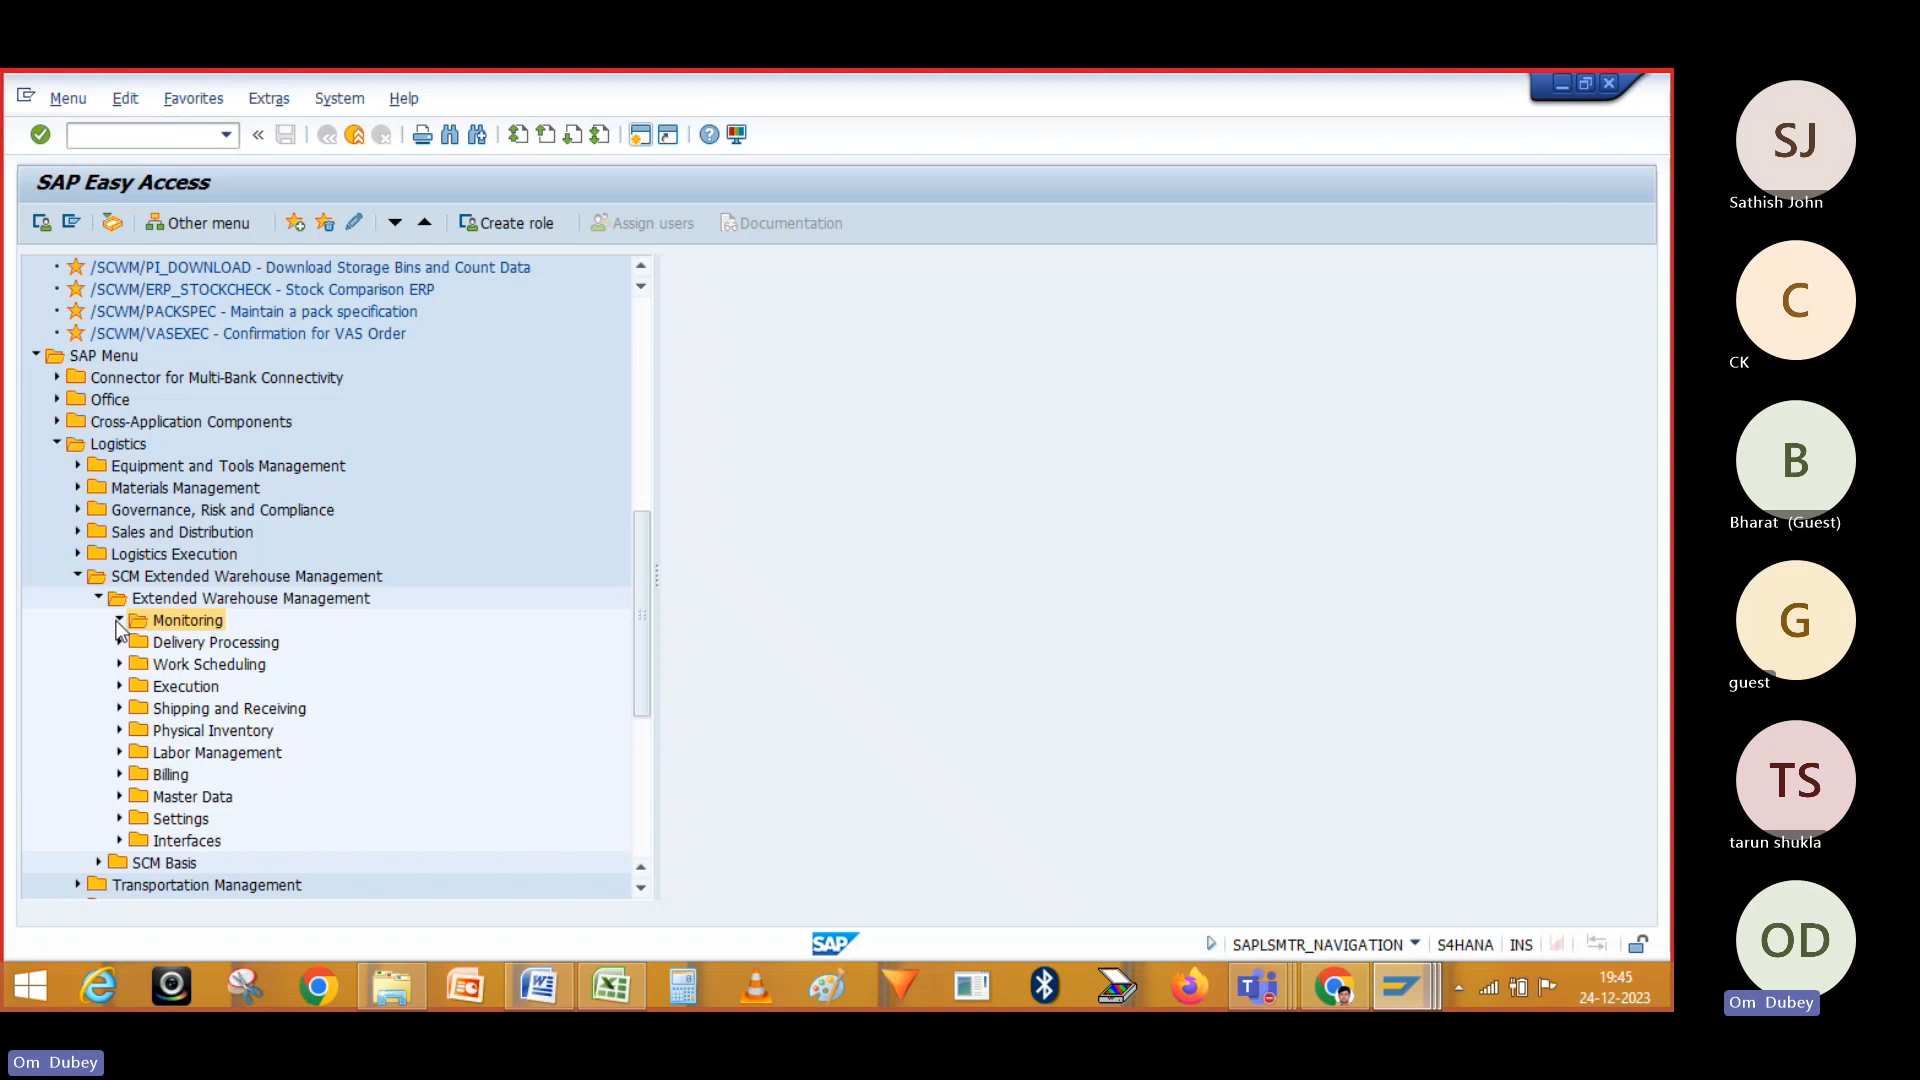 Menu Edit Favorites Extras System Help
SAP Easy Access
Other menu Create role Assign users Documentation
/SCWM/PI_DOWNLOAD - Download Storage Bins and Count Data
/SCWM/ERP_STOCKCHECK - Stock Comparison ERP
/SCWM/PACKSPEC - Maintain a pack specification
/SCWM/VASEXEC - Confirmation for VAS Order
SAP Menu
Connector for Multi-Bank Connectivity
Office
Cross-Application Components
Logistics
Equipment and Tools Management
Materials Management
Governance, Risk and Compliance
Sales and Distribution
Logistics Execution
SCM Extended Warehouse Management
Extended Warehouse Management
Monitoring
Delivery Processing
Work Scheduling
Execution
Shipping and Receiving
Physical Inventory
Labor Management
Billing
Master Data
Settings
Interfaces
SCM Basis
Transportation Management
SAP SAPLSMTR_NAVIGATION S4HANA INS
19:45
24-12-2023
SJ
Sathish John
C
CK
B
Bharat (Guest)
G
guest
TS
tarun shukla
OD
Om Dubey
Om Dubey